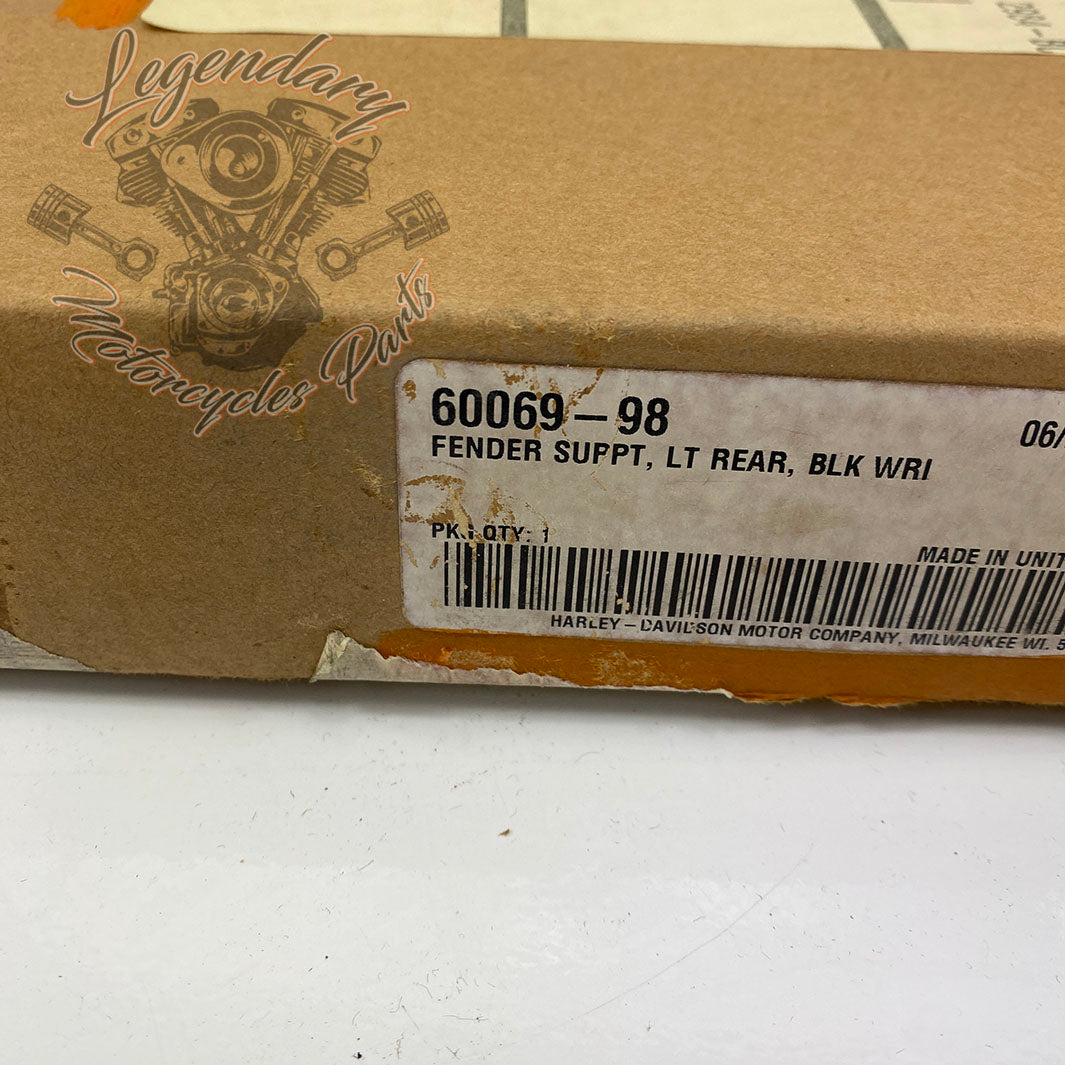 Legendary
Motorcycles Parts
60069-98
06/
FENDER SUPPT, LT REAR, BLK WRI
PKG QTY: 1
MADE IN UNIT
HARLEY-DAVIDSON MOTOR COMPANY, MILWAUKEE WI. 5